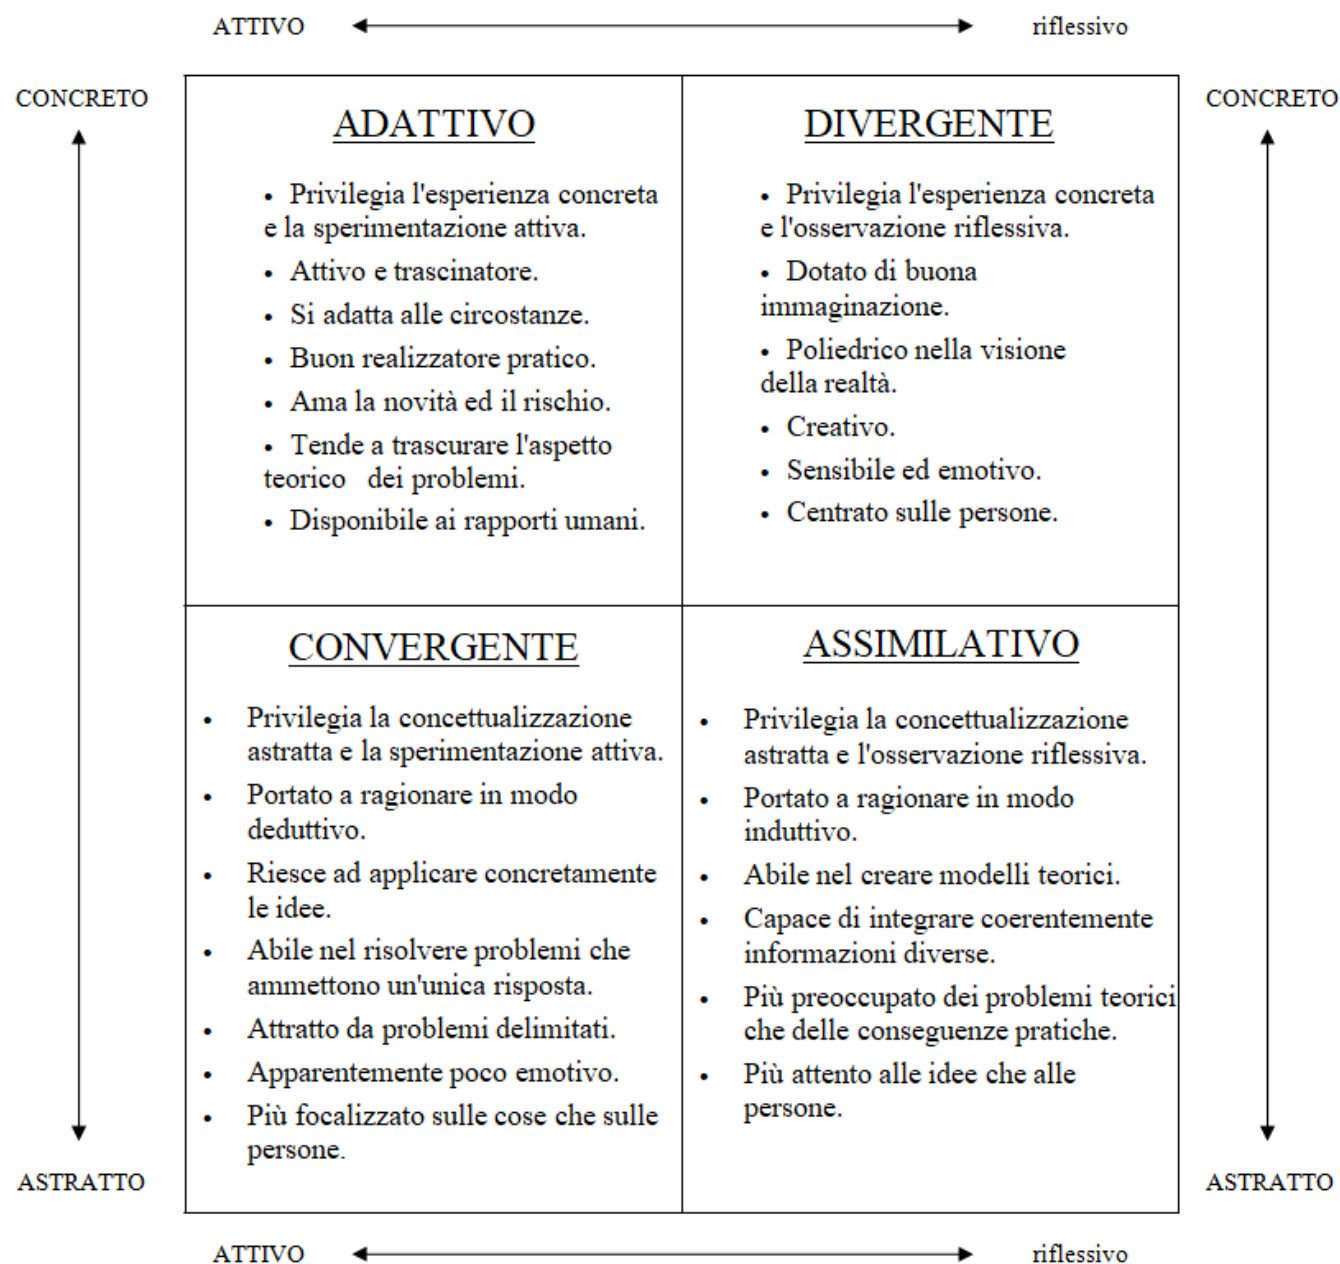 ATTIVO riflessivo
CONCRETO
CONCRETO
ADATTIVO
• Privilegia l'esperienza concreta
e la sperimentazione attiva.
• Attivo e trascinatore.
• Si adatta alle circostanze.
• Buon realizzatore pratico.
• Ama la novità ed il rischio.
• Tende a trascurare l'aspetto
teorico dei problemi.
• Disponibile ai rapporti umani.
DIVERGENTE
• Privilegia l'esperienza concreta
e l'osservazione riflessiva.
• Dotato di buona
immaginazione.
• Poliedrico nella visione
della realtà.
• Creativo.
• Sensibile ed emotivo.
• Centrato sulle persone.
CONVERGENTE
• Privilegia la concettualizzazione
astratta e la sperimentazione attiva.
• Portato a ragionare in modo
deduttivo.
• Riesce ad applicare concretamente
le idee.
• Abile nel risolvere problemi che
ammettono un'unica risposta.
• Attratto da problemi delimitati.
• Apparentemente poco emotivo.
• Più focalizzato sulle cose che sulle
persone.
ASSIMILATIVO
• Privilegia la concettualizzazione
astratta e l'osservazione riflessiva.
• Portato a ragionare in modo
induttivo.
• Abile nel creare modelli teorici.
• Capace di integrare coerentemente
informazioni diverse.
• Più preoccupato dei problemi teorici
che delle conseguenze pratiche.
• Più attento alle idee che alle
persone.
ASTRATTO
ASTRATTO
ATTIVO riflessivo